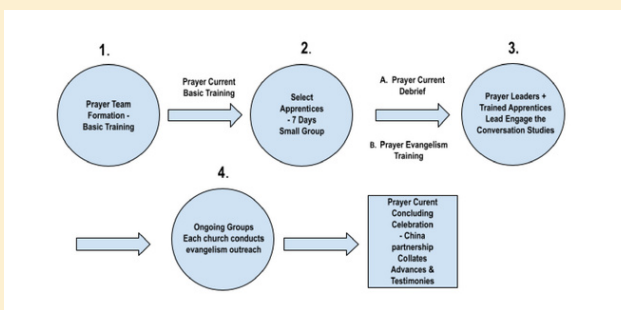 1.
Prayer Team
Formation -
Basic Training
Prayer Current
Basic Training
2.
Select
Apprentices
- 7 Days
Small Group
A. Prayer Current
Debrief
B. Prayer Evangelism
Training
3.
Prayer Leaders +
Trained Apprentices
Lead Engage the
Conversation Studies
4.
Ongoing Groups
Each church conducts
evangelism outreach
Prayer Curent
Concluding
Celebration
- China
partnership
Collates
Advances &
Testimonies